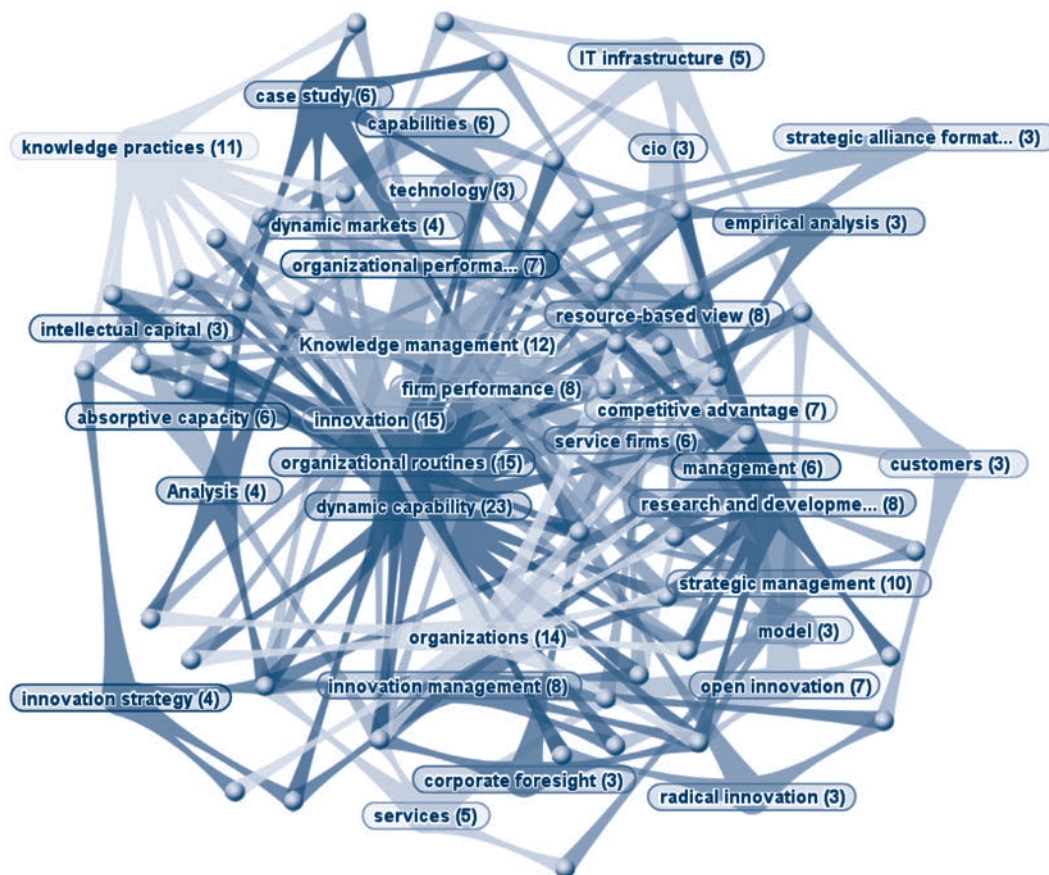 IT infrastructure (5)
case study (6)
capabilities (6)
strategic alliance format... (3)
knowledge practices (11)
cio (3)
technology (3)
dynamic markets (4)
empirical analysis (3)
organizational performa... (7)
resource-based view (8)
intellectual capital (3)
Knowledge management (12)
firm performance (8)
competitive advantage (7)
absorptive capacity (6)
innovation (15)
service firms (6)
organizational routines (15)
management (6)
customers (3)
Analysis (4)
dynamic capability (23)
research and developme... (8)
strategic management (10)
organizations (14)
model (3)
innovation strategy (4)
innovation management (8)
open innovation (7)
corporate foresight (3)
radical innovation (3)
services (5)